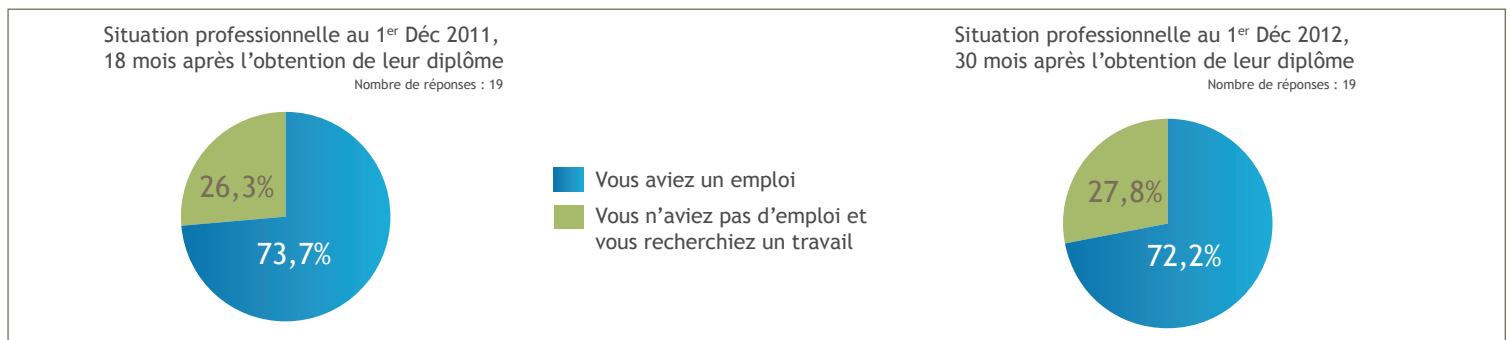 Situation professionnelle au 1er Déc 2011,
18 mois après l’obtention de leur diplôme
Nombre de réponses : 19
26,3%
73,7%
Vous aviez un emploi
Vous n’aviez pas d’emploi et
vous recherchiez un travail
Situation professionnelle au 1er Déc 2012,
30 mois après l’obtention de leur diplôme
Nombre de réponses : 19
27,8%
72,2%